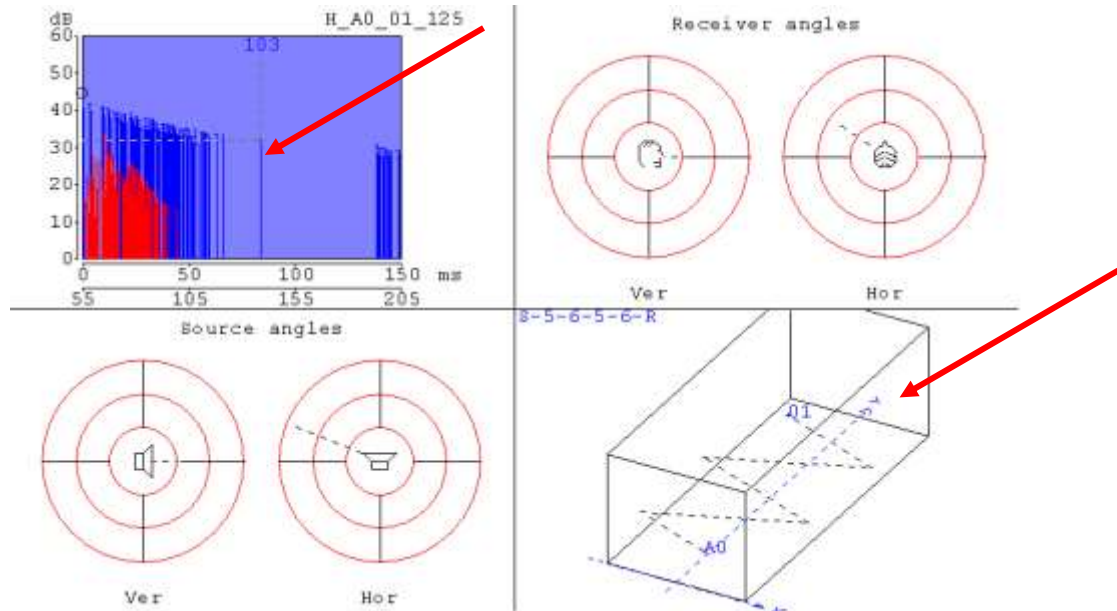 dB H_A0_01_125
60
103
50
40
30
20
10
0
0 50 100 150 ms
55 105 155 205
Receiver angles
Ver Hor
Source angles
Ver Hor
S-5-6-5-6-R
01
A0